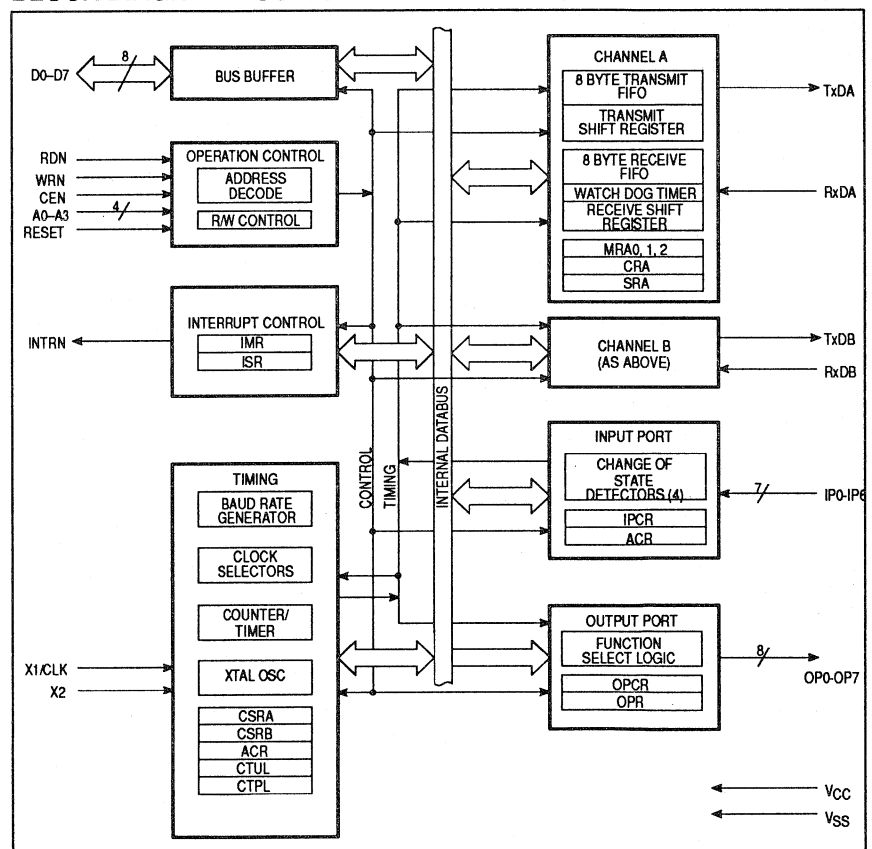 D0–D7
8
BUS BUFFER
RDN
WRN
CEN
A0–A3
4
RESET
OPERATION CONTROL
ADDRESS
DECODE
R/W CONTROL
INTRN
INTERRUPT CONTROL
IMR
ISR
TIMING
BAUD RATE
GENERATOR
CLOCK
SELECTORS
COUNTER/
TIMER
XTAL OSC
CSRA
CSRB
ACR
CTUL
CTPL
X1/CLK
X2
CONTROL
TIMING
INTERNAL DATABUS
CHANNEL A
8 BYTE TRANSMIT
FIFO
TRANSMIT
SHIFT REGISTER
8 BYTE RECEIVE
FIFO
WATCH DOG TIMER
RECEIVE SHIFT
REGISTER
MRA0, 1, 2
CRA
SRA
TxDA
RxDA
CHANNEL B
(AS ABOVE)
TxDB
RxDB
INPUT PORT
CHANGE OF
STATE
DETECTORS (4)
IPCR
ACR
7
IP0-IP6
OUTPUT PORT
FUNCTION
SELECT LOGIC
OPCR
OPR
8
OP0-OP7
VCC
VSS